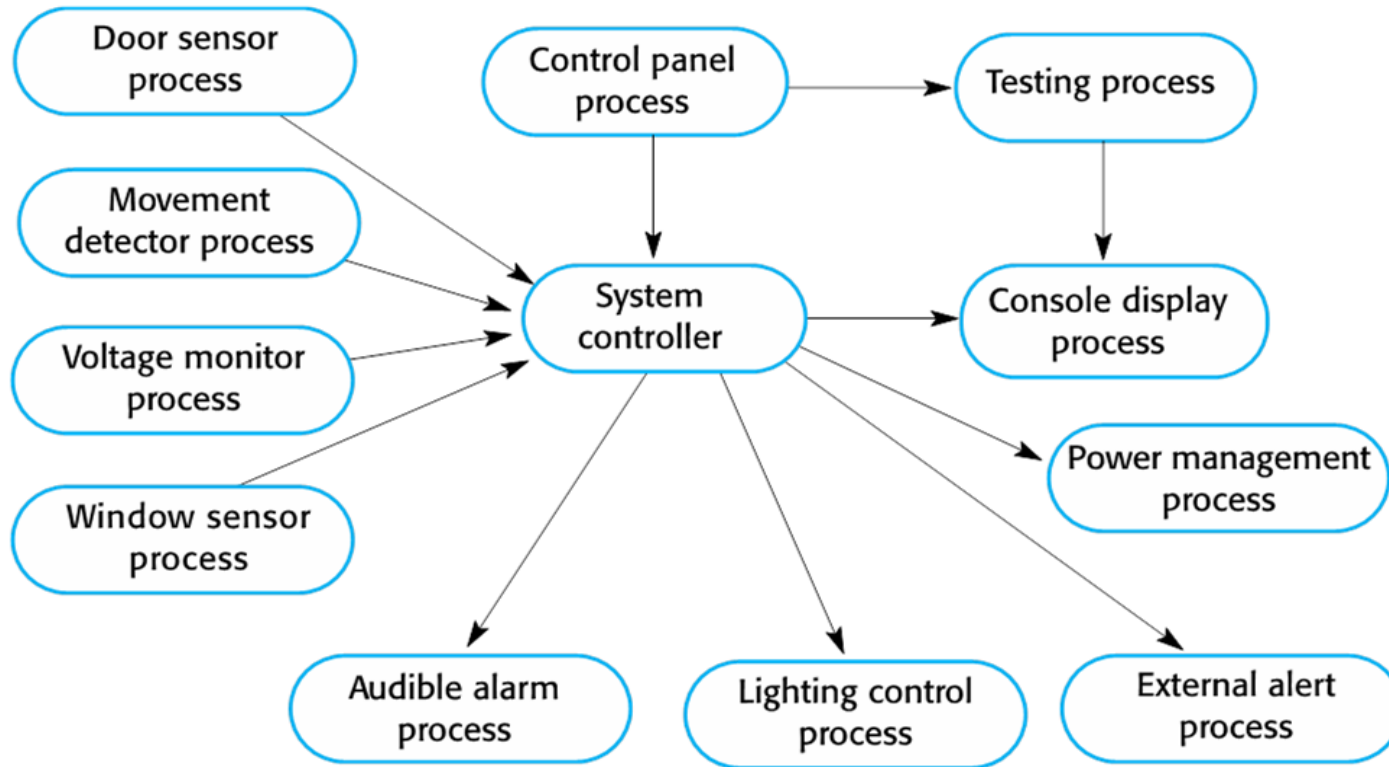 Door sensor
process
Control panel
process
Testing process
Movement
detector process
System
controller
Console display
process
Voltage monitor
process
Power management
process
Window sensor
process
Audible alarm
process
Lighting control
process
External alert
process